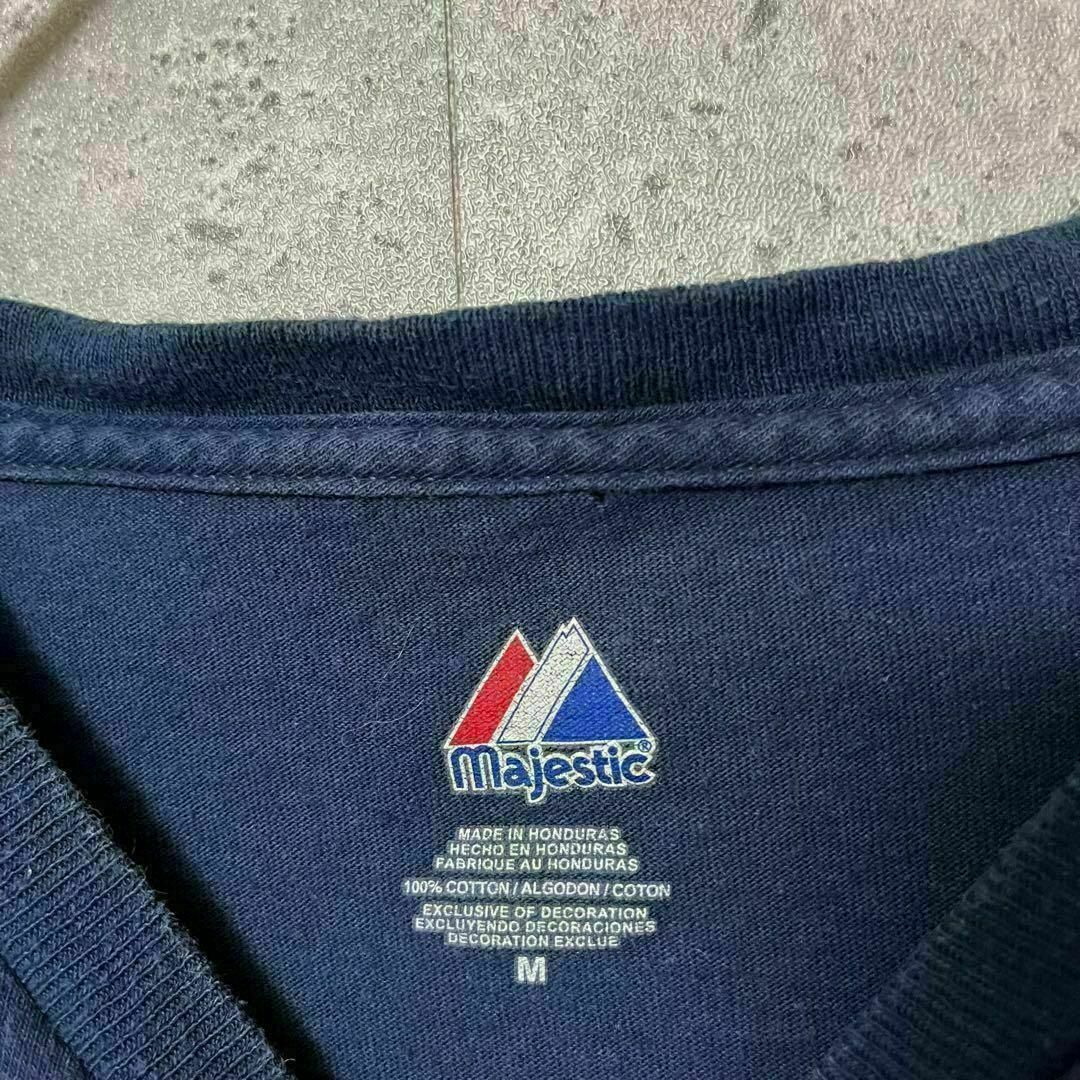 majestic®
MADE IN HONDURAS
HECHO EN HONDURAS
FABRIQUE AU HONDURAS
100% COTTON / ALGODON / COTON
EXCLUSIVE OF DECORATION
EXCLUYENDO DECORACIONES
DECORATION EXCLUE
M